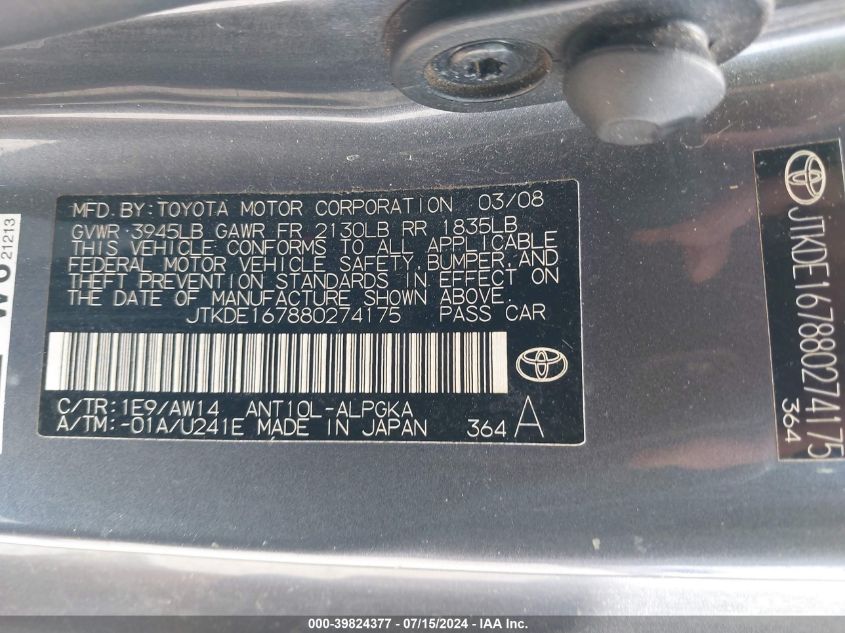 MFD. BY: TOYOTA MOTOR CORPORATION 03/08
GVWR 3945LB GAWR FR 2130LB RR 1835LB
THIS VEHICLE CONFORMS TO ALL APPLICABLE
FEDERAL MOTOR VEHICLE SAFETY, BUMPER, AND
THEFT PREVENTION STANDARDS IN EFFECT ON
THE DATE OF MANUFACTURE SHOWN ABOVE.
JTKDE167880274175 PASS CAR
C/TR: 1E9/AW14 ANT10L-ALPGKA
A/TM: -01A/U241E MADE IN JAPAN 364 A
JTKDE167880274175
364
21213
000-39824377 - 07/15/2024 - IAA Inc.